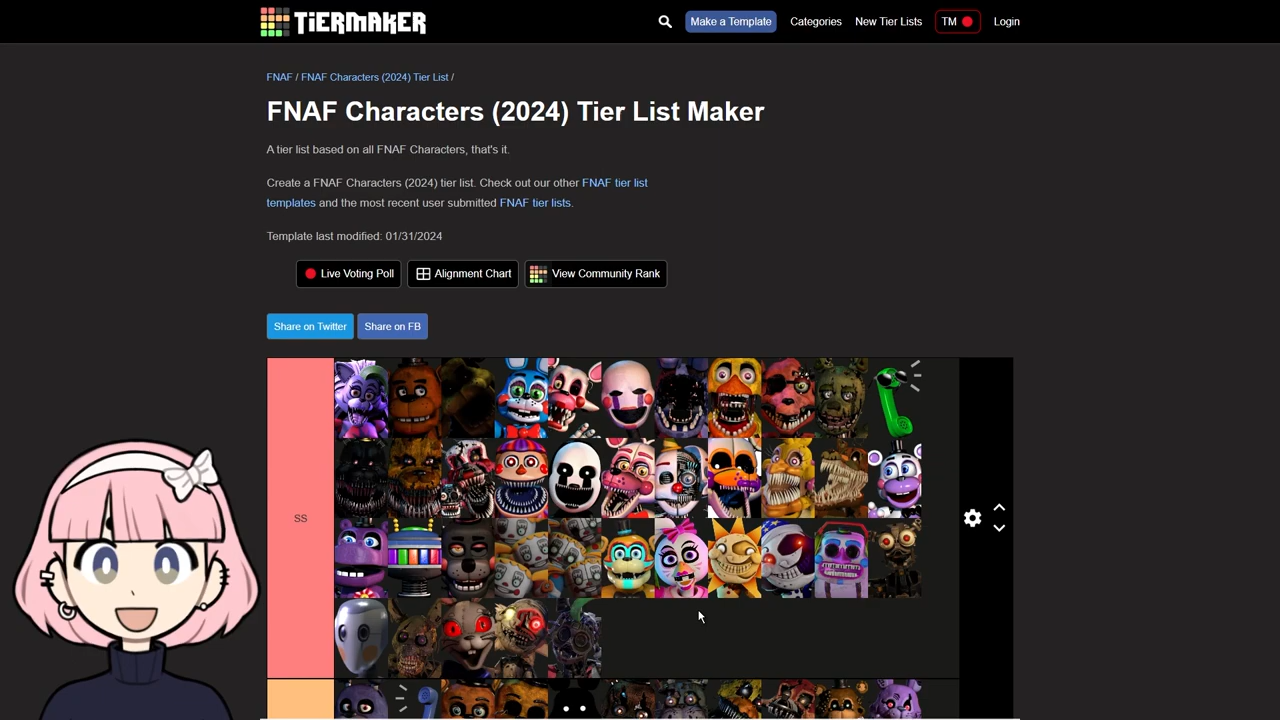 TiERMAKER
Make a Template
Categories
New Tier Lists
TM
Login
FNAF / FNAF Characters (2024) Tier List /
FNAF Characters (2024) Tier List Maker
A tier list based on all FNAF Characters, that's it.
Create a FNAF Characters (2024) tier list. Check out our other FNAF tier list
templates and the most recent user submitted FNAF tier lists.
Template last modified: 01/31/2024
Live Voting Poll
Alignment Chart
View Community Rank
Share on Twitter
Share on FB
SS